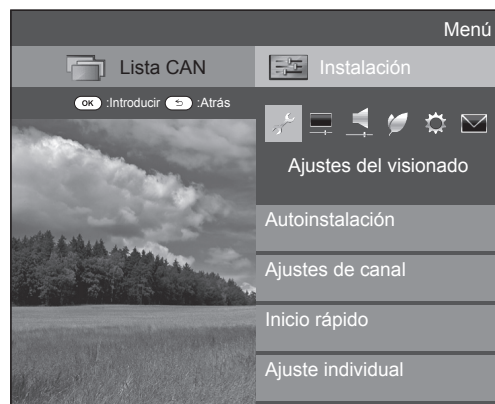 Menú
Lista CAN
Instalación
OK :Introducir :Atrás
Ajustes del visionado
Autoinstalación
Ajustes de canal
Inicio rápido
Ajuste individual